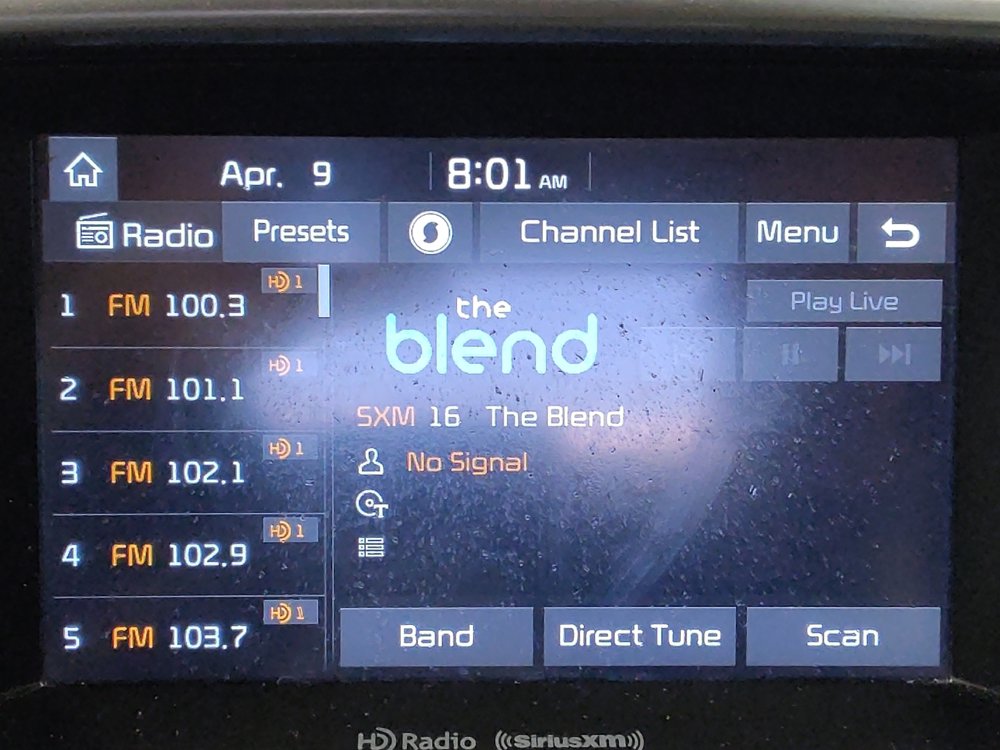 Apr. 9 8:01 AM
Radio Presets Channel List Menu
1 FM 100.3 HD 1
2 FM 101.1 HD 1
3 FM 102.1 HD 1
4 FM 102.9 HD 1
5 FM 103.7 HD 1
the
blend
SXM 16 The Blend
No Signal
T
Play Live
Band Direct Tune Scan
HD Radio ((SiriusXM))